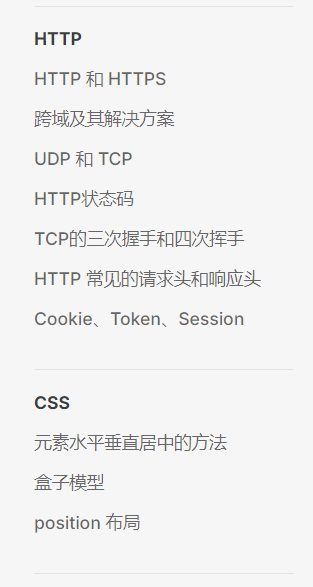 HTTP
HTTP 和 HTTPS
跨域及其解决方案
UDP 和 TCP
HTTP状态码
TCP的三次握手和四次挥手
HTTP 常见的请求头和响应头
Cookie、Token、Session
CSS
元素水平垂直居中的方法
盒子模型
position 布局